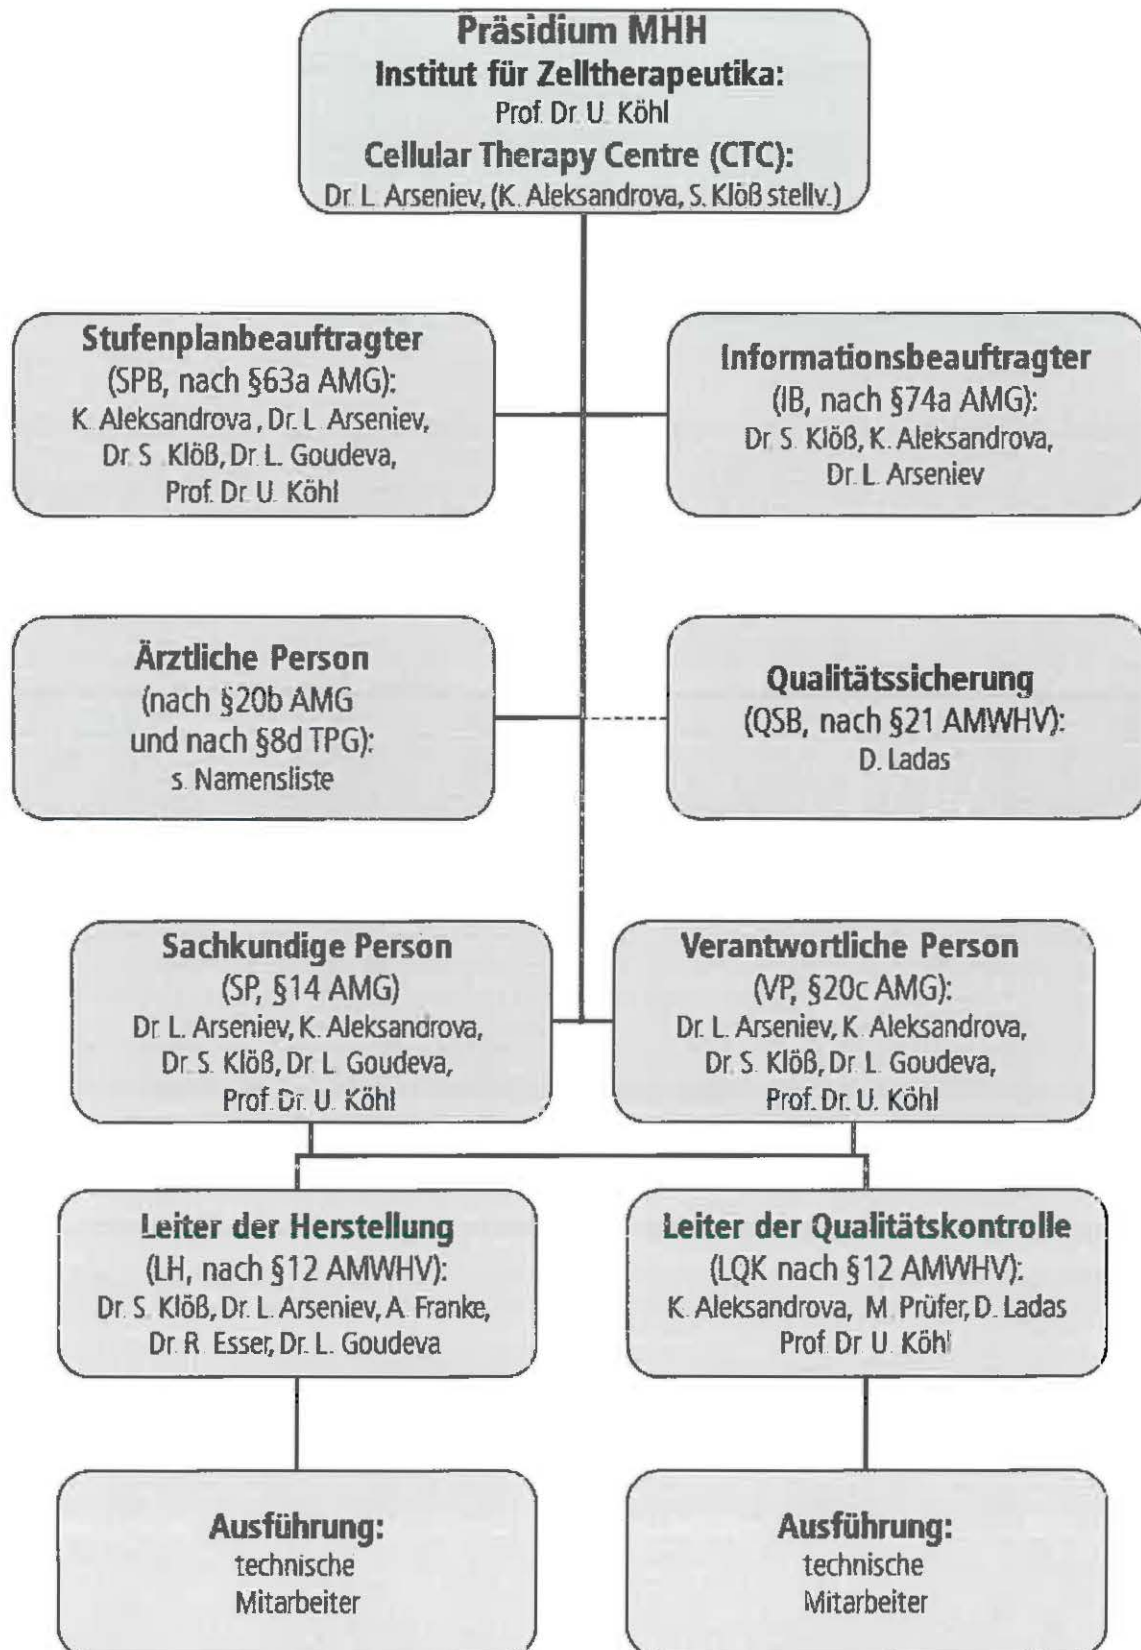 Präsidium MHH
Institut für Zelltherapeutika:
Prof. Dr. U. Köhl
Cellular Therapy Centre (CTC):
Dr. L. Arseniev, (K. Aleksandrova, S. Klöß stellv.)
Stufenplanbeauftragter
(SPB, nach §63a AMG):
K. Aleksandrova, Dr. L. Arseniev,
Dr. S. Klöß, Dr. L. Goudeva,
Prof. Dr. U. Köhl
Informationsbeauftragter
(IB, nach §74a AMG):
Dr. S. Klöß, K. Aleksandrova,
Dr. L. Arseniev
Ärztliche Person
(nach §20b AMG
und nach §8d TPG):
s. Namensliste
Qualitätssicherung
(QSB, nach §21 AMWHV):
D. Ladas
Sachkundige Person
(SP, §14 AMG)
Dr. L. Arseniev, K. Aleksandrova,
Dr. S. Klöß, Dr. L. Goudeva,
Prof. Dr. U. Köhl
Verantwortliche Person
(VP, §20c AMG):
Dr. L. Arseniev, K. Aleksandrova,
Dr. S. Klöß, Dr. L. Goudeva,
Prof. Dr. U. Köhl
Leiter der Herstellung
(LH, nach §12 AMWHV):
Dr. S. Klöß, Dr. L. Arseniev, A. Franke,
Dr. R. Esser, Dr. L. Goudeva
Leiter der Qualitätskontrolle
(LQK nach §12 AMWHV):
K. Aleksandrova, M. Prüfer, D. Ladas
Prof. Dr. U. Köhl
Ausführung:
technische
Mitarbeiter
Ausführung:
technische
Mitarbeiter